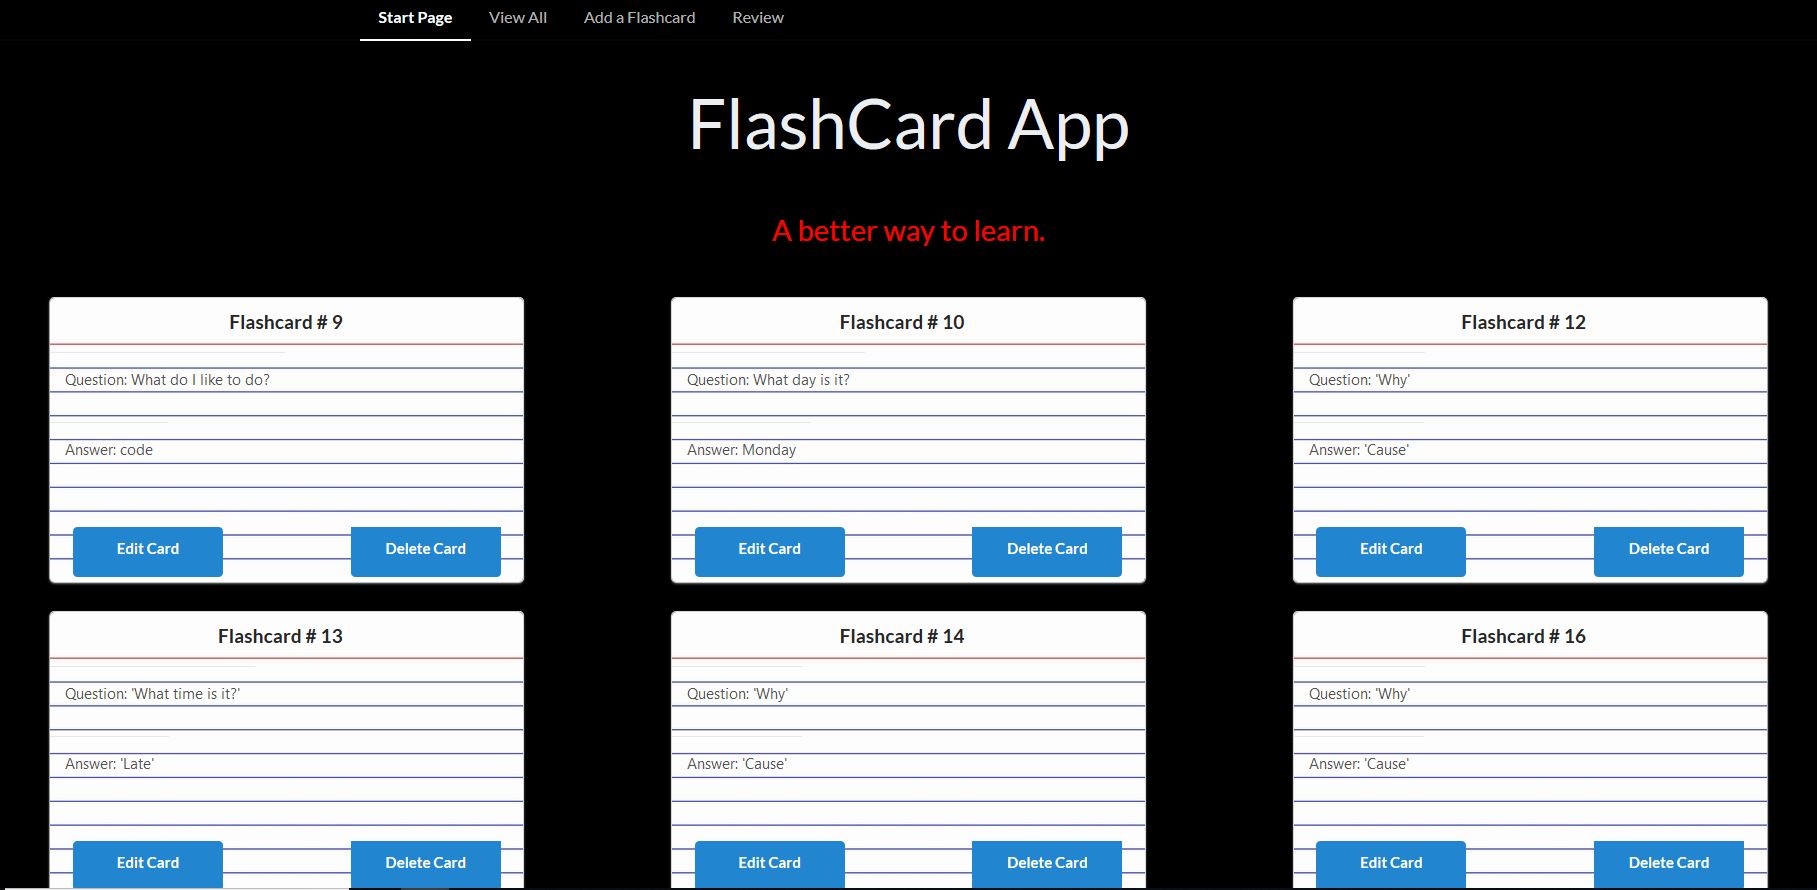 Start Page View All Add a Flashcard Review
FlashCard App
A better way to learn.
Flashcard # 9
Question: What do I like to do?
Answer: code
Edit Card Delete Card
Flashcard # 10
Question: What day is it?
Answer: Monday
Edit Card Delete Card
Flashcard # 12
Question: 'Why'
Answer: 'Cause'
Edit Card Delete Card
Flashcard # 13
Question: 'What time is it?'
Answer: 'Late'
Edit Card Delete Card
Flashcard # 14
Question: 'Why'
Answer: 'Cause'
Edit Card Delete Card
Flashcard # 16
Question: 'Why'
Answer: 'Cause'
Edit Card Delete Card